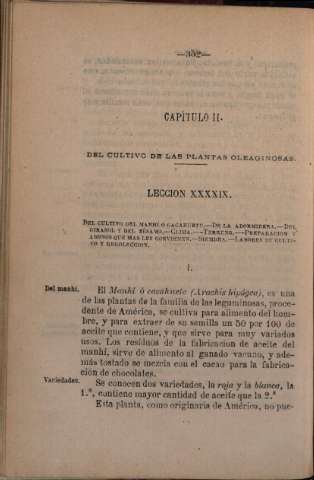 —352—
CAPÍTULO II.
DEL CULTIVO DE LAS PLANTAS OLEAGINOSAS.
LECCION XXXXIX.
DEL CULTIVO DEL MANHÍ Ó CACAHUETE.—DE LA ADORMIDERA.—DEL
GIRASOL Y DEL SÉSAMO.—CLIMA.—TERRENO.—PREPARACION Y
ABONOS QUE MAS LES CONVIENEN.—SIEMBRA.—LABORES DE CULTI-
VO Y RECOLECCION.
I.
Del manhí.
El Manhí ó cacahuete (Arachis hipógea), es una
de las plantas de la familia de las leguminosas, proce-
dente de América, se cultiva para alimento del hom-
bre, y para extraer de su semilla un 50 por 100 de
aceite que contiene, y que sirve para muy variados
usos. Los residuos de la fabricacion de aceite del
manhí, sirve de alimento al ganado vacuno, y ade-
más tostado se mezcla con el cacao para la fabrica-
ción de chocolates.
Variedades.
Se conocen dos variedades, la roja y la blanca, la
1.ª, contiene mayor cantidad de aceite que la 2.ª
Esta planta, como originaria de América, no pue-